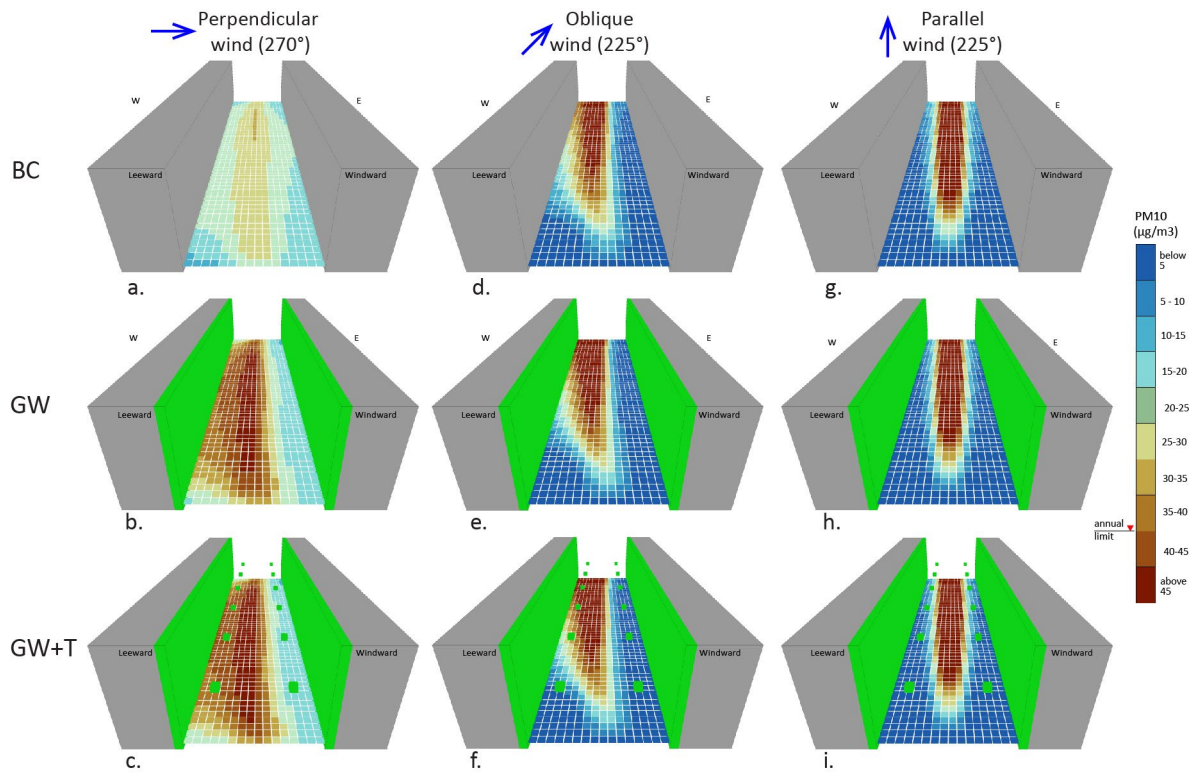 Perpendicular
wind (270°)
Oblique
wind (225°)
Parallel
wind (225°)
BC
W
E
Leeward
Windward
a.
W
E
Leeward
Windward
d.
W
E
Leeward
Windward
g.
GW
W
E
Leeward
Windward
b.
W
E
Leeward
Windward
e.
W
E
Leeward
Windward
h.
GW+T
Leeward
Windward
c.
Leeward
Windward
f.
Leeward
Windward
i.
PM10
(µg/m3)
below
5
5 - 10
10-15
15-20
20-25
25-30
30-35
35-40
annual
limit
40-45
above
45